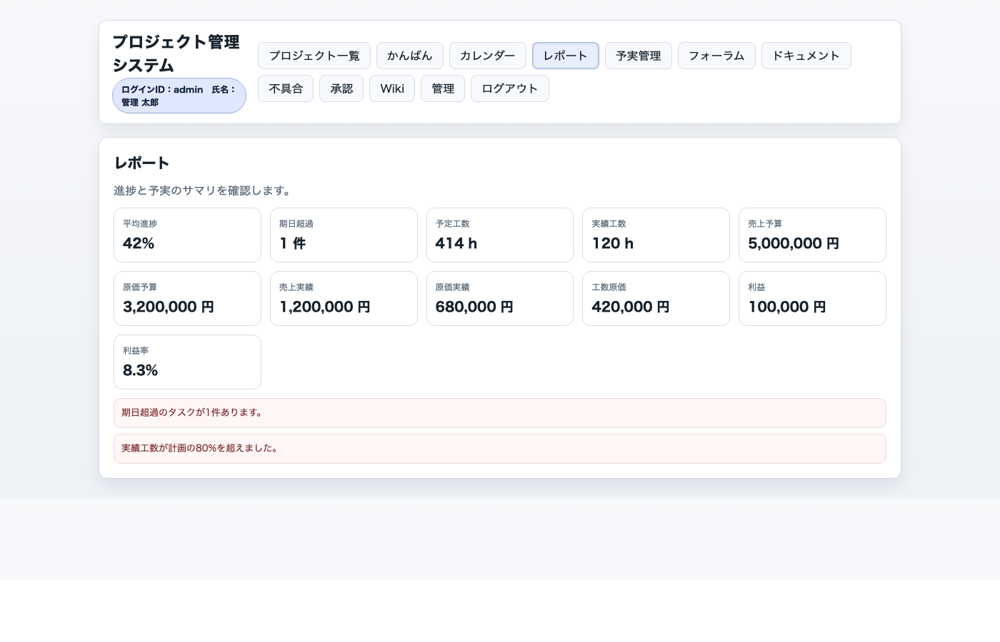 プロジェクト管理
システム
ログインID：admin 氏名：
管理 太郎
プロジェクト一覧
かんばん
カレンダー
レポート
予実管理
フォーラム
ドキュメント
不具合
承認
Wiki
管理
ログアウト
レポート
進捗と予実のサマリを確認します。
平均進捗
42%
期日超過
1 件
予定工数
414 h
実績工数
120 h
売上予算
5,000,000 円
原価予算
3,200,000 円
売上実績
1,200,000 円
原価実績
680,000 円
工数原価
420,000 円
利益
100,000 円
利益率
8.3%
期日超過のタスクが1件あります。
実績工数が計画の80%を超えました。